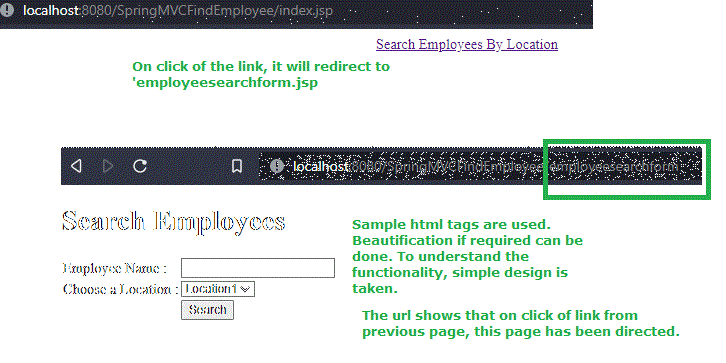 localhost:8080/SpringMVCFindEmployee/index.jsp
Search Employees By Location
On click of the link, it will redirect to
'employeesearchform.jsp
localhost:8080/SpringMVCFindEmployee/employeesearchform
Search Employees
Sample html tags are used.
Beautification if required can be
done. To understand the
functionality, simple design is
taken.
Employee Name :
Choose a Location : Location1
Search
The url shows that on click of link from
previous page, this page has been directed.